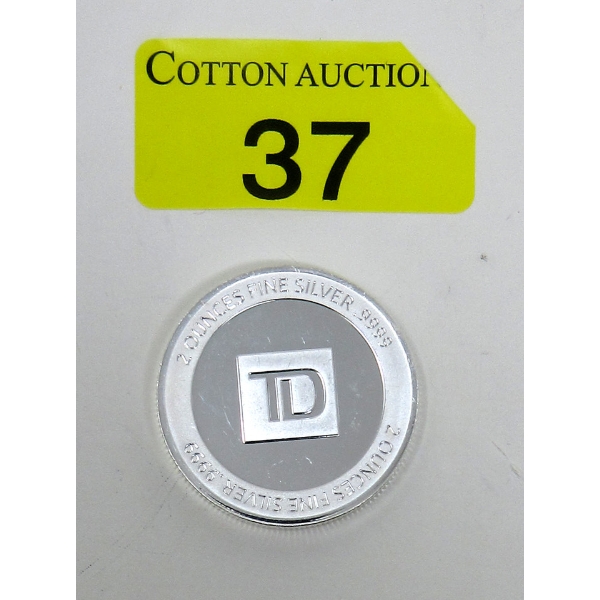 COTTON AUCTION
37
2 OUNCES FINE SILVER .9999
TD
2 OUNCES FINE SILVER .9999